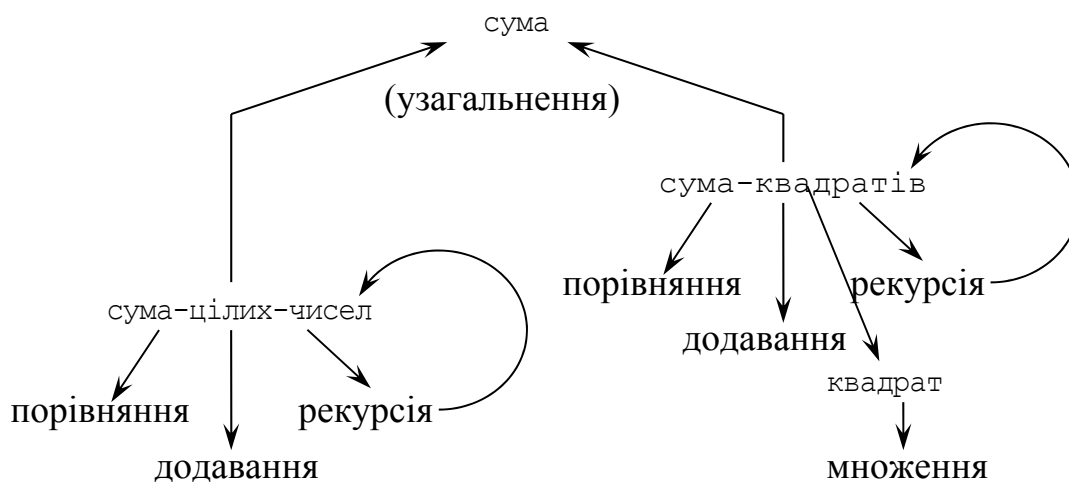 сума
(узагальнення)
сума-квадратів
порівняння
рекурсія
сума-цілих-чисел
додавання
квадрат
порівняння
рекурсія
додавання
множення